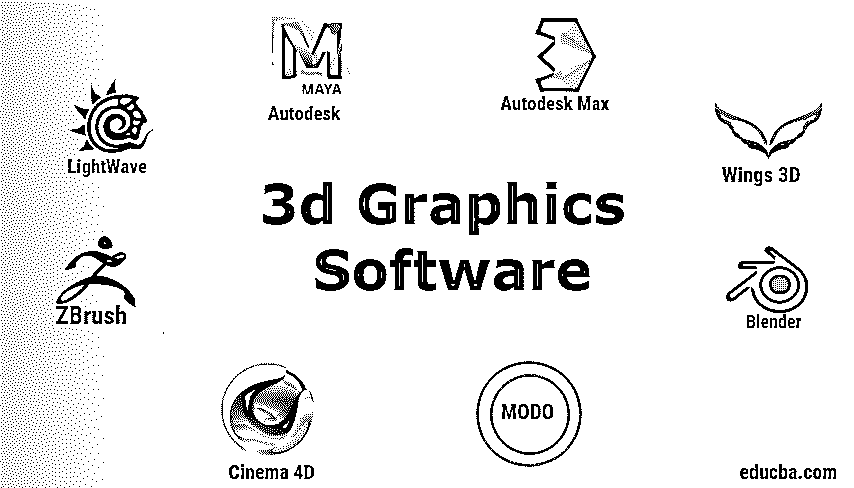 MAYA
Autodesk
Autodesk Max
LightWave
Wings 3D
3d Graphics
Software
ZBrush
Blender
MODO
Cinema 4D
educba.com